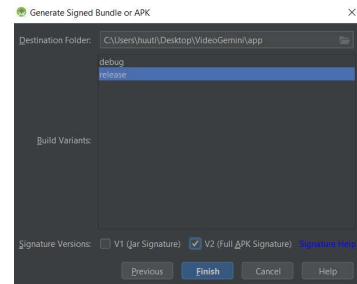 Generate Signed Bundle or APK
Destination Folder: C:\Users\huuti\Desktop\VideoGemini\app
debug
release
Build Variants:
Signature Versions: V1 (Jar Signature) V2 (Full APK Signature) Signature Help
Previous Finish Cancel Help